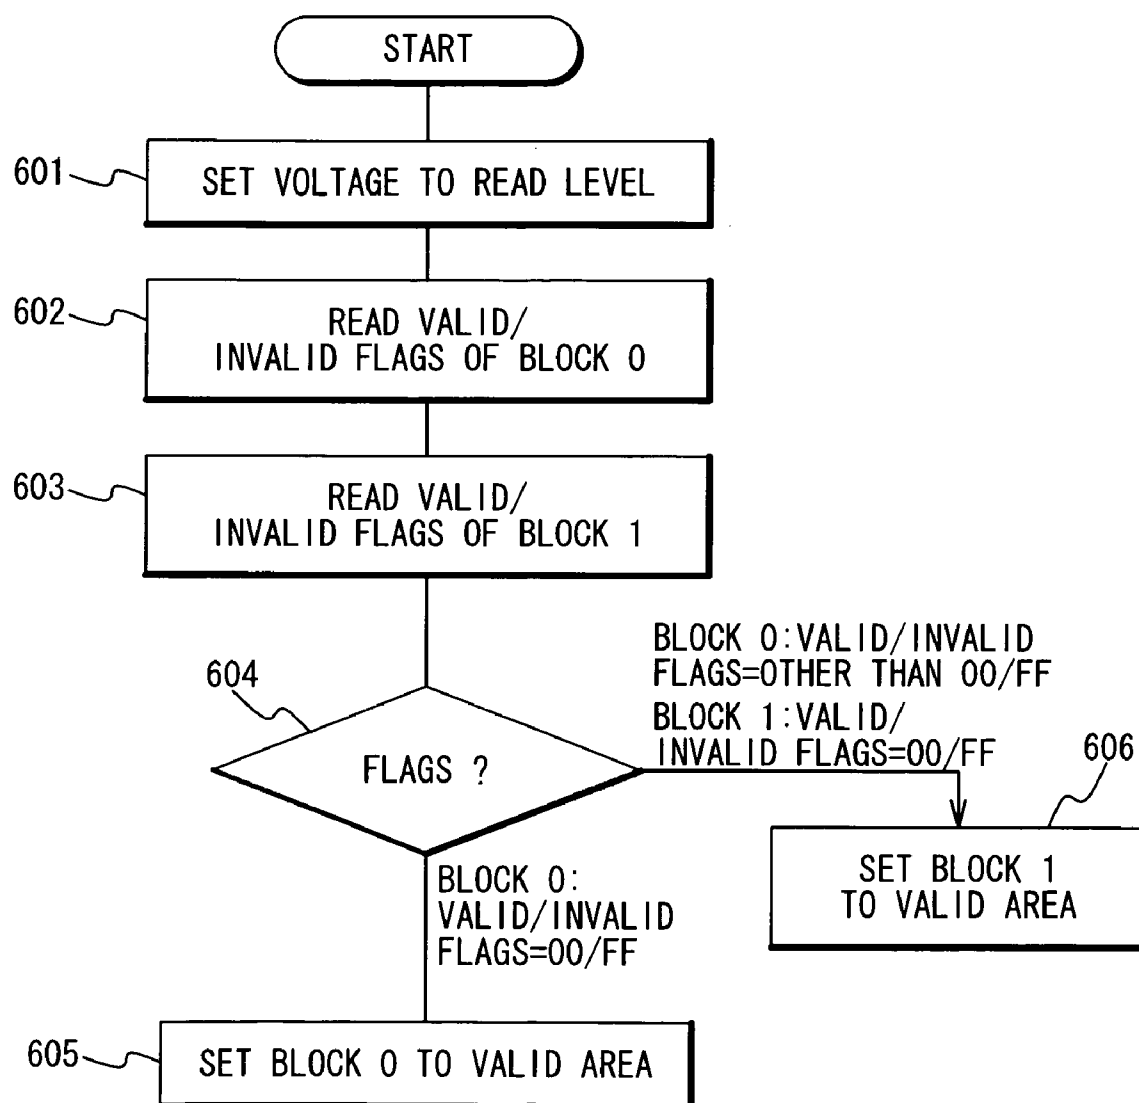 START
601
SET VOLTAGE TO READ LEVEL
602
READ VALID/
INVALID FLAGS OF BLOCK 0
603
READ VALID/
INVALID FLAGS OF BLOCK 1
604
FLAGS ?
BLOCK 0:VALID/INVALID
FLAGS=OTHER THAN 00/FF
BLOCK 1:VALID/
INVALID FLAGS=00/FF
606
SET BLOCK 1
TO VALID AREA
BLOCK 0:
VALID/INVALID
FLAGS=00/FF
605
SET BLOCK 0 TO VALID AREA